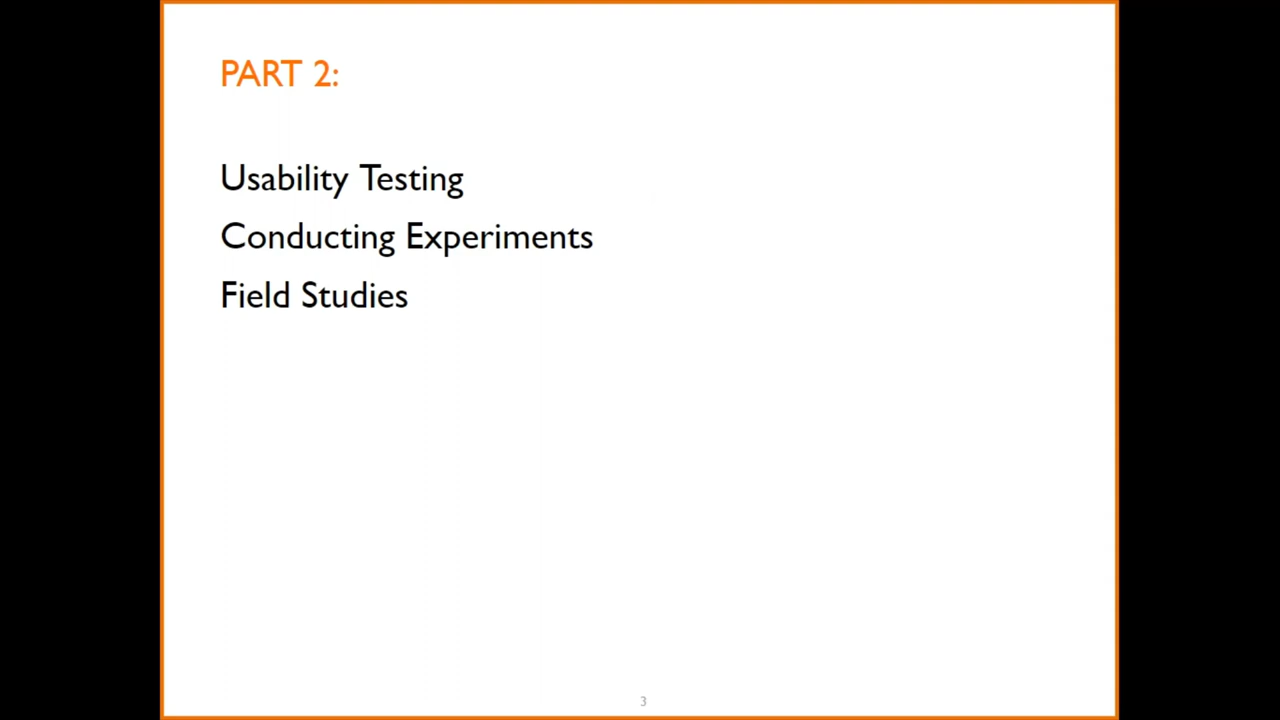 PART 2:
Usability Testing
Conducting Experiments
Field Studies
3